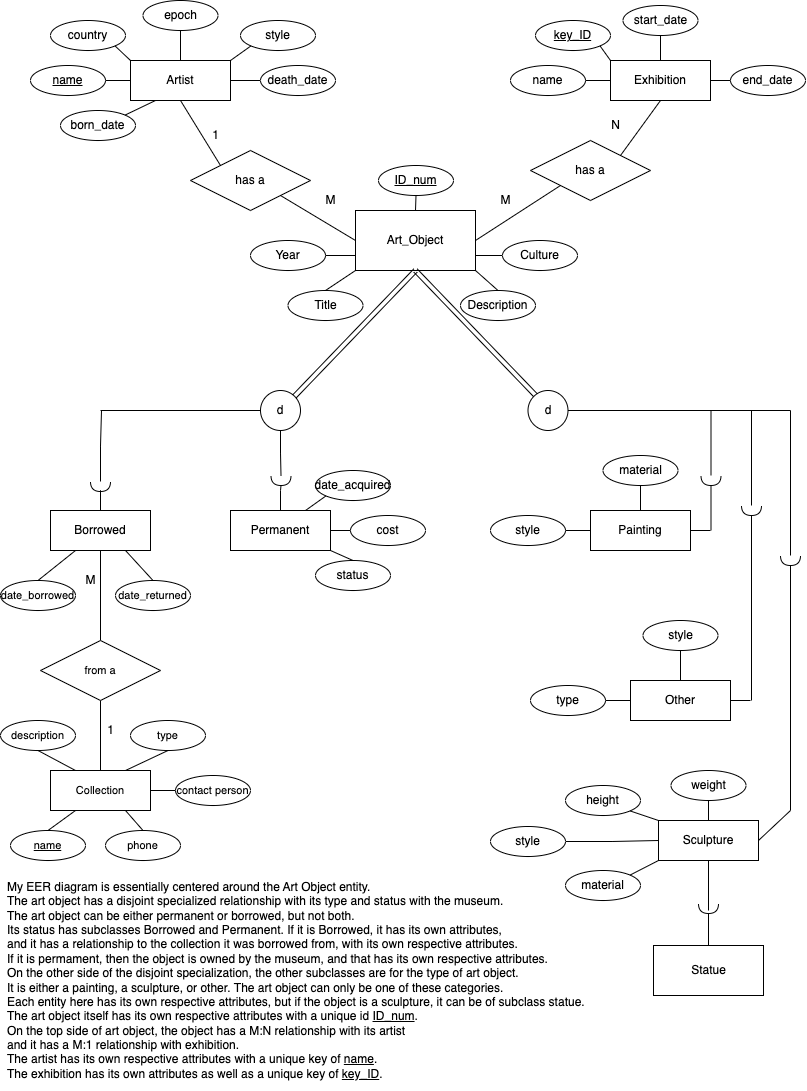 epoch
country
style
name
Artist
death_date
born_date
1
has a
M
start_date
key_ID
name
Exhibition
end_date
N
has a
M
ID_num
Art_Object
Year
Culture
Title
Description
d
d
Borrowed
date_borrowed
date_returned
M
from a
1
description
type
Collection
contact person
name
phone
date_acquired
Permanent
cost
status
material
style
Painting
style
type
Other
weight
height
style
Sculpture
material
Statue
My EER diagram is essentially centered around the Art Object entity.
The art object has a disjoint specialized relationship with its type and status with the museum.
The art object can be either permanent or borrowed, but not both.
Its status has subclasses Borrowed and Permanent. If it is Borrowed, it has its own attributes,
and it has a relationship to the collection it was borrowed from, with its own respective attributes.
If it is permament, then the object is owned by the museum, and that has its own respective attributes.
On the other side of the disjoint specialization, the other subclasses are for the type of art object.
It is either a painting, a sculpture, or other. The art object can only be one of these categories.
Each entity here has its own respective attributes, but if the object is a sculpture, it can be of subclass statue.
The art object itself has its own respective attributes with a unique id ID_num.
On the top side of art object, the object has a M:N relationship with its artist
and it has a M:1 relationship with exhibition.
The artist has its own respective attributes with a unique key of name.
The exhibition has its own attributes as well as a unique key of key_ID.